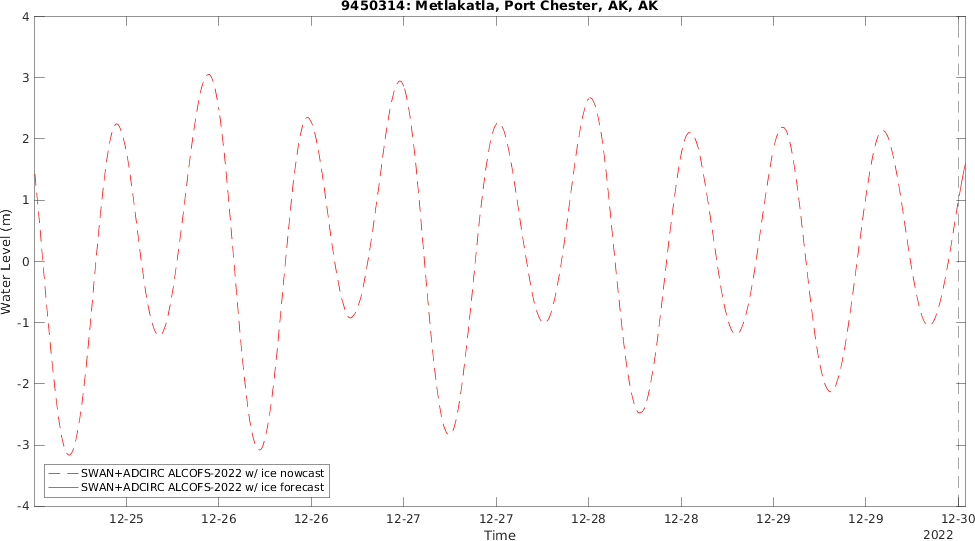 9450314: Metlakatla, Port Chester, AK, AK
4
3
2
1
0
-1
-2
-3
-4
Water Level (m)
SWAN+ADCIRC ALCOFS-2022 w/ ice nowcast
SWAN+ADCIRC ALCOFS-2022 w/ ice forecast
12-25 12-26 12-26 12-27 12-27 12-28 12-28 12-29 12-29 12-30
Time
2022